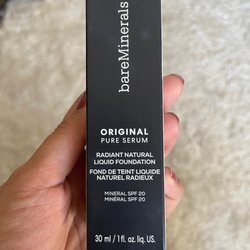 bareMinerals
ORIGINAL
PURE SERUM
RADIANT NATURAL
LIQUID FOUNDATION
FOND DE TEINT LIQUIDE
NATUREL RADIEUX
MINERAL SPF 20
MINÉRAL SPF 20
30 ml / 1 fl. oz. liq. US.